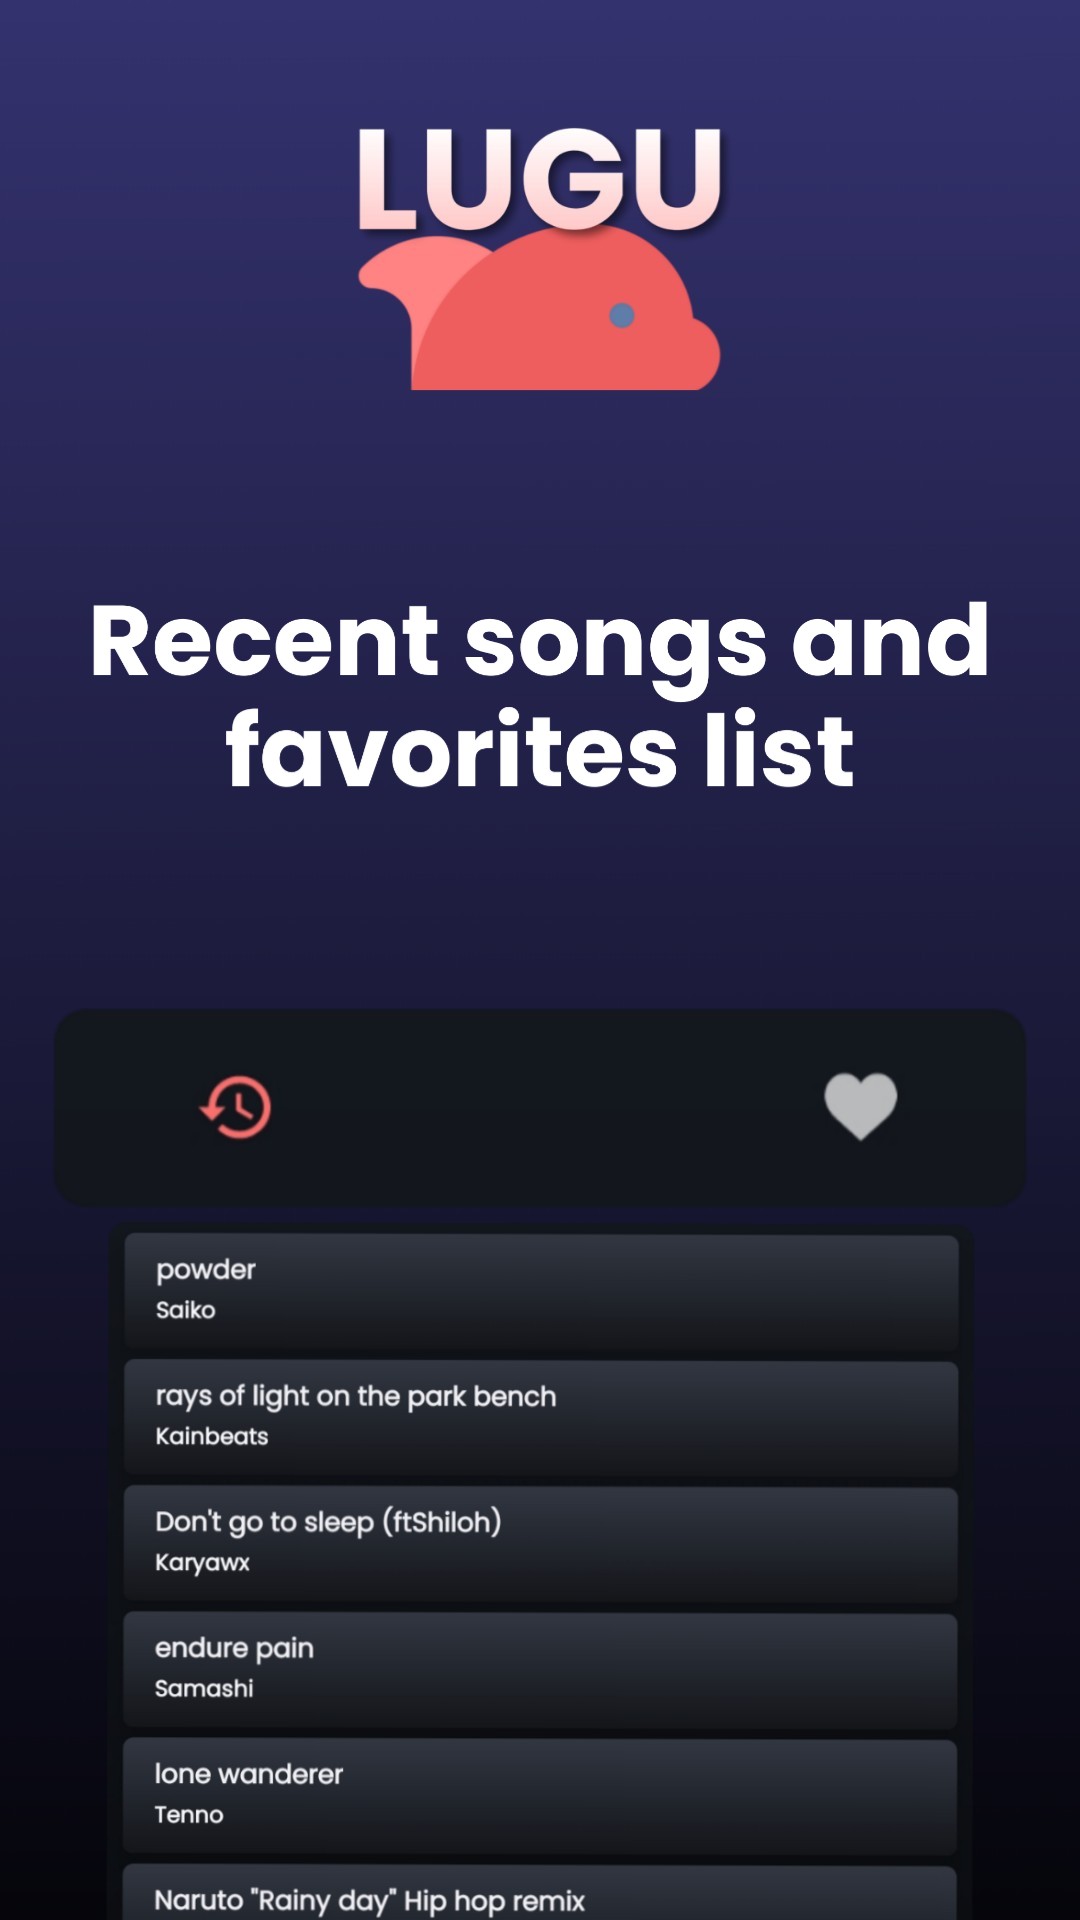 LUGU
Recent songs and
favorites list
powder
Saiko
rays of light on the park bench
Kainbeats
Don't go to sleep (ftShiloh)
Karyawx
endure pain
Samashi
lone wanderer
Tenno
Naruto "Rainy day" Hip hop remix